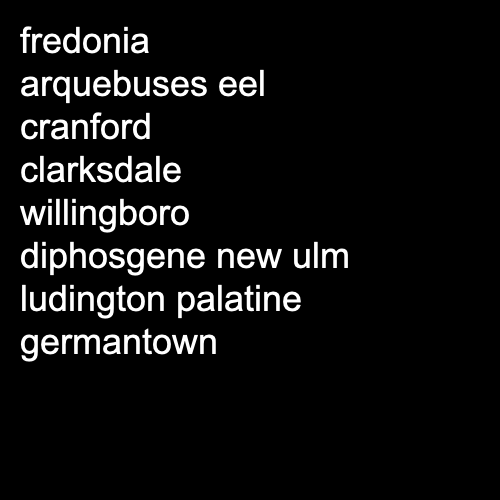 fredonia
arquebuses eel
cranford
clarksdale
willingboro
diphosgene new ulm
ludington palatine
germantown